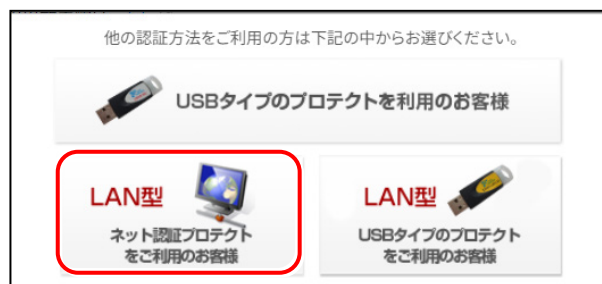 他の認証方法をご利用の方は下記の中からお選びください。
USBタイプのプロテクトを利用のお客様
LAN型
ネット認証プロテクト
をご利用のお客様
LAN型
USBタイプのプロテクト
をご利用のお客様